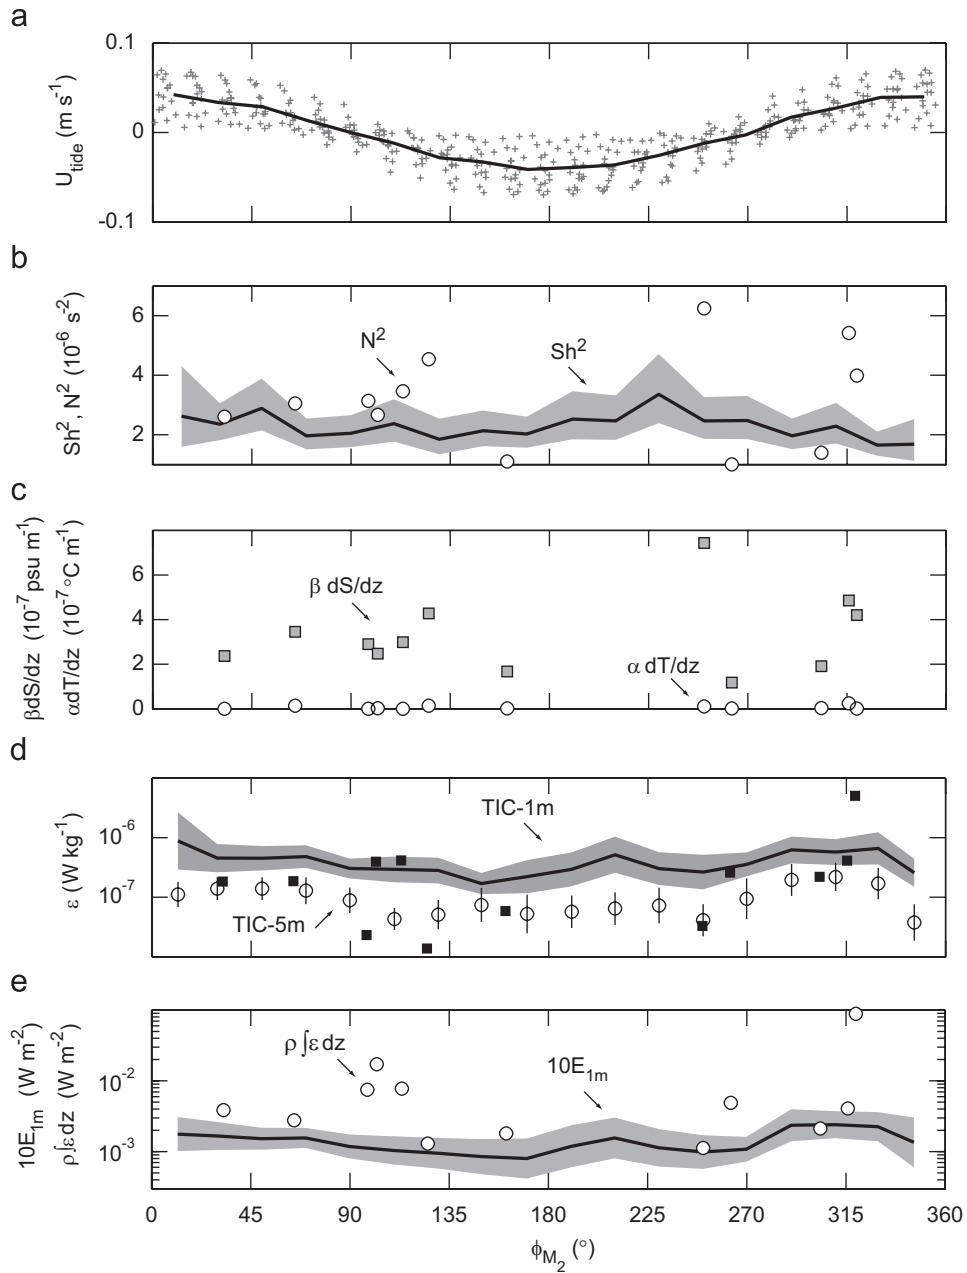 a
0.1
0
-0.1
U_tide (m s^-1)
b
6
4
2
Sh^2, N^2 (10^-6 s^-2)
N^2
Sh^2
c
6
4
2
0
βdS/dz (10^-7 psu m^-1)
αdT/dz (10^-7 °C m^-1)
β dS/dz
α dT/dz
d
10^-6
10^-7
ε (W kg^-1)
TIC-1m
TIC-5m
e
10^-2
10^-3
10E_1m (W m^-2)
ρ∫εdz (W m^-2)
ρ ∫ε dz
10E_1m
0 45 90 135 180 225 270 315 360
ϕ_M_2 (°)